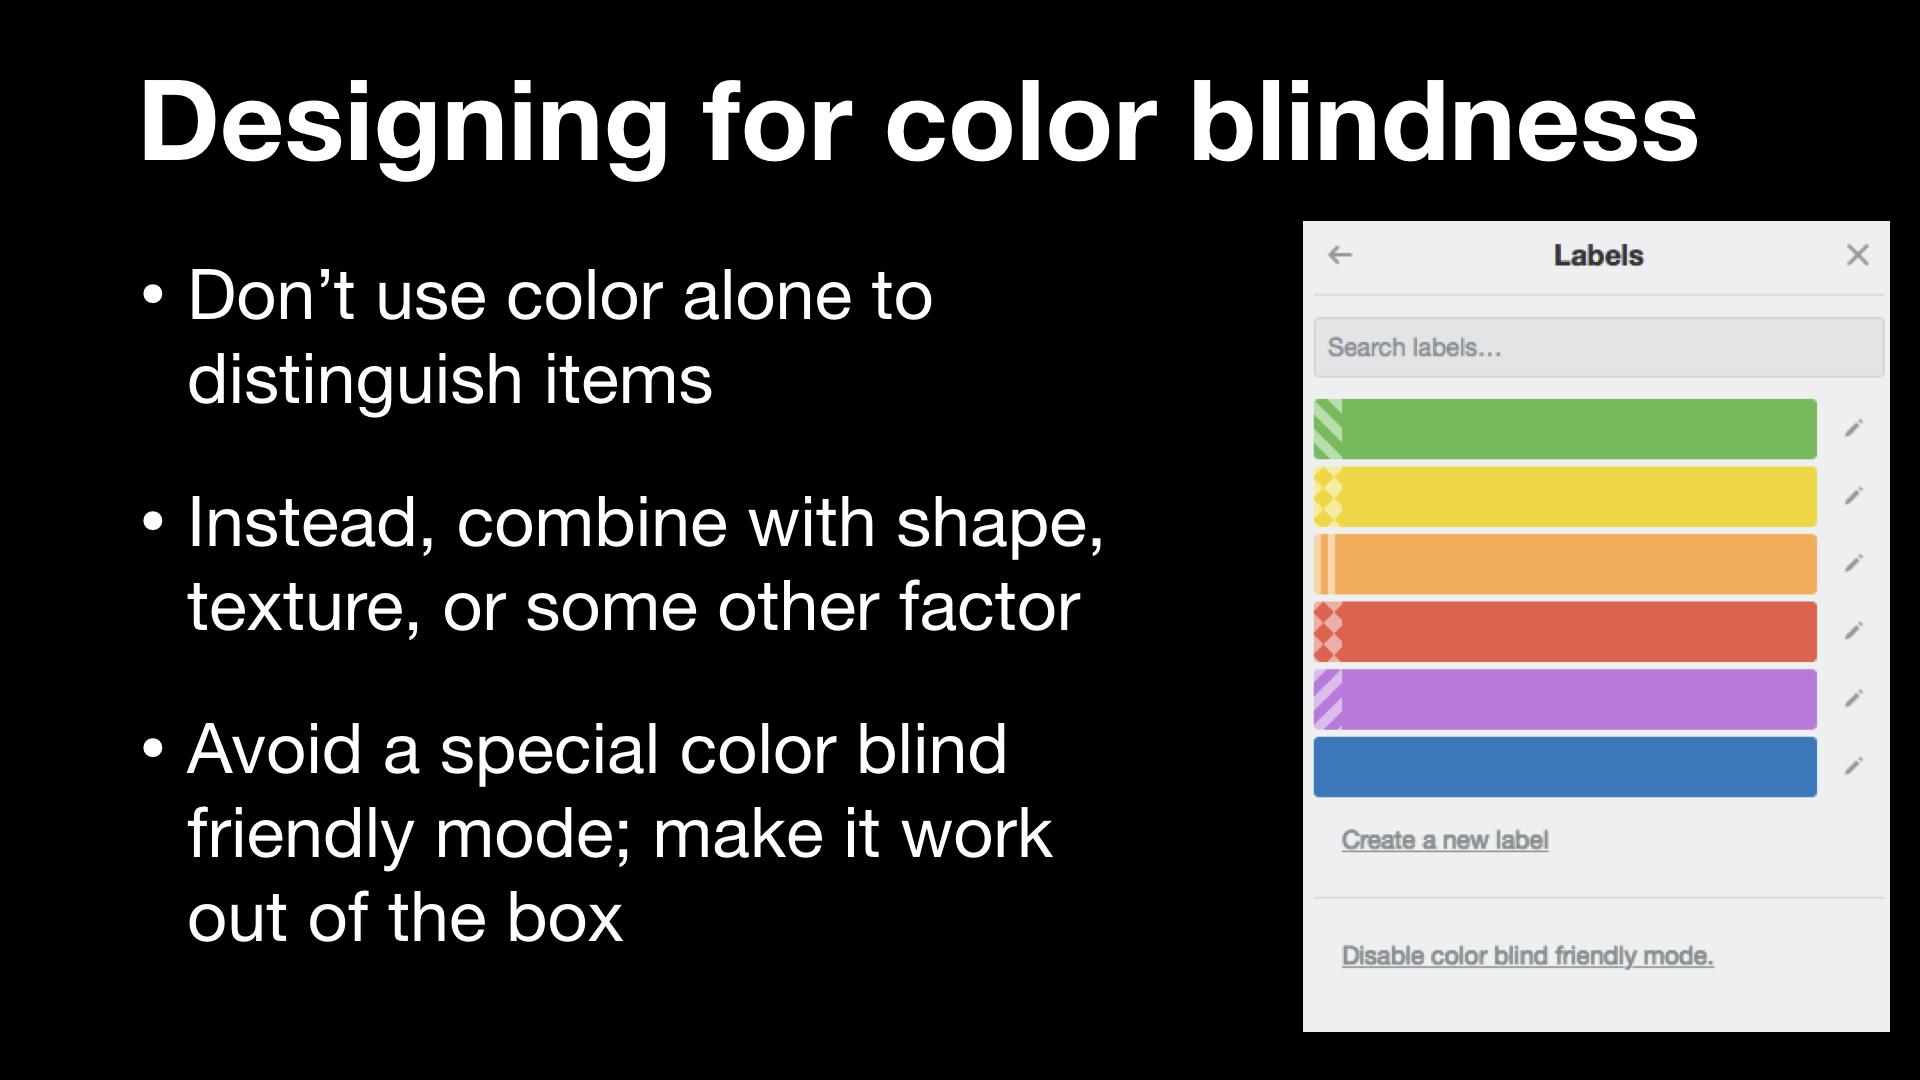 Designing for color blindness
• Don’t use color alone to
distinguish items
• Instead, combine with shape,
texture, or some other factor
• Avoid a special color blind
friendly mode; make it work
out of the box
Labels
Search labels…
Create a new label
Disable color blind friendly mode.